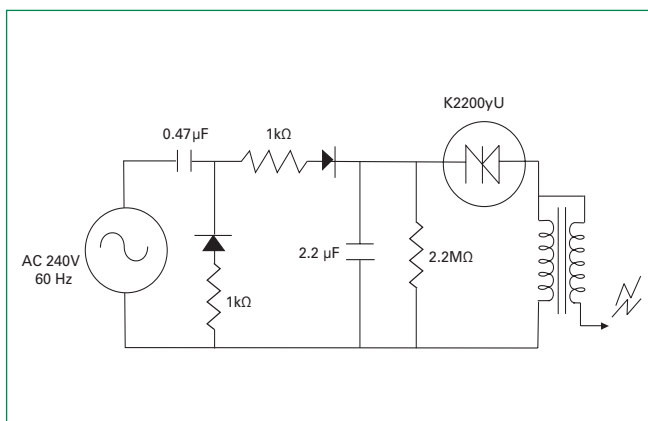 K2200yU
0.47µF
1kΩ
AC 240V
60 Hz
2.2 µF
2.2MΩ
1kΩ